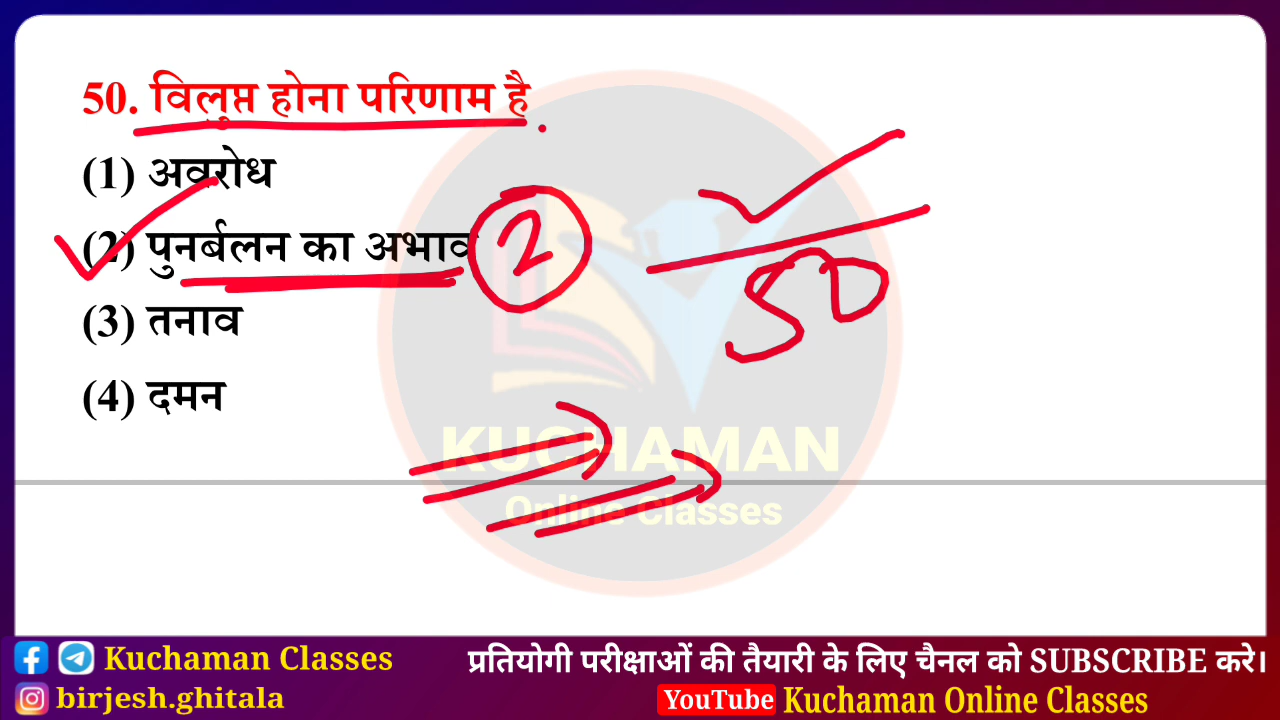 50. विलुप्त होना परिणाम है
(1) अवरोध
(2) पुनर्बलन का अभाव
2
50
(3) तनाव
(4) दमन
KUCHAMAN
Online Classes
Kuchaman Classes
birjesh.ghitala
प्रतियोगी परीक्षाओं की तैयारी के लिए चैनल को SUBSCRIBE करे।
YouTube Kuchaman Online Classes